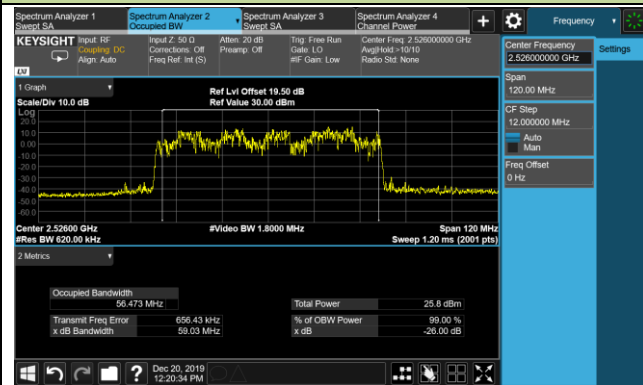 Spectrum Analyzer 1
Swept SA
Spectrum Analyzer 2
Occupied BW
Spectrum Analyzer 3
Swept SA
Spectrum Analyzer 4
Channel Power
Frequency
KEYSIGHT
Input: RF
Coupling: DC
Align: Auto
Input Z: 50 Ω
Corrections: Off
Freq Ref: Int (S)
Atten: 20 dB
Preamp: Off
Trig: Free Run
Gate: LO
#IF Gain: Low
Center Freq: 2.526000000 GHz
Avg|Hold:>10/10
Radio Std: None
LXI
Center Frequency
2.526000000 GHz
Settings
Span
120.00 MHz
CF Step
12.000000 MHz
Auto
Man
Freq Offset
0 Hz
1 Graph
Scale/Div 10.0 dB
Ref Lvl Offset 19.50 dB
Ref Value 30.00 dBm
Log
20.0
10.0
0.00
-10.0
-20.0
-30.0
-40.0
-50.0
-60.0
Center 2.52600 GHz
#Res BW 620.00 kHz
#Video BW 1.8000 MHz
Span 120 MHz
Sweep 1.20 ms (2001 pts)
2 Metrics
Occupied Bandwidth
56.473 MHz
Total Power 25.8 dBm
Transmit Freq Error 656.43 kHz
% of OBW Power 99.00 %
x dB Bandwidth 59.03 MHz
x dB -26.00 dB
Dec 20, 2019
12:20:34 PM